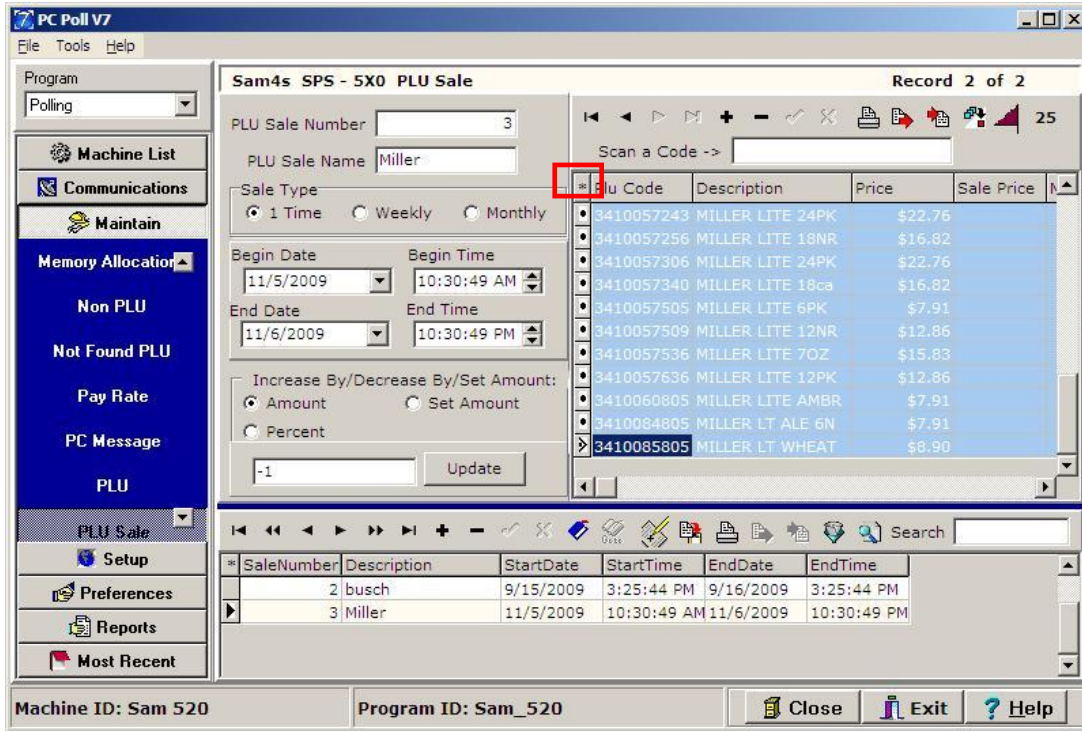 PC Poll V7
File Tools Help
Program
Polling
Machine List
Communications
Maintain
Memory Allocation
Non PLU
Not Found PLU
Pay Rate
PC Message
PLU
PLU Sale
Setup
Preferences
Reports
Most Recent
Sam4s SPS - 5X0 PLU Sale
Record 2 of 2
PLU Sale Number 3
PLU Sale Name Miller
Sale Type
1 Time Weekly Monthly
Begin Date Begin Time
11/5/2009 10:30:49 AM
End Date End Time
11/6/2009 10:30:49 PM
Increase By/Decrease By/Set Amount:
Amount Set Amount
Percent
-1 Update
25
Scan a Code ->
* Plu Code Description Price Sale Price
3410057243 MILLER LITE 24PK $22.76
3410057256 MILLER LITE 18NR $16.82
3410057306 MILLER LITE 24PK $22.76
3410057340 MILLER LITE 18ca $16.82
3410057505 MILLER LITE 6PK $7.91
3410057509 MILLER LITE 12NR $12.86
3410057536 MILLER LITE 7OZ $15.83
3410057636 MILLER LITE 12PK $12.86
3410060805 MILLER LITE AMBR $7.91
3410084805 MILLER LT ALE 6N $7.91
3410085805 MILLER LT WHEAT $8.90
Goto
Search
* SaleNumber Description StartDate StartTime EndDate EndTime
2 busch 9/15/2009 3:25:44 PM 9/16/2009 3:25:44 PM
3 Miller 11/5/2009 10:30:49 AM 11/6/2009 10:30:49 PM
Machine ID: Sam 520
Program ID: Sam_520
Close Exit Help